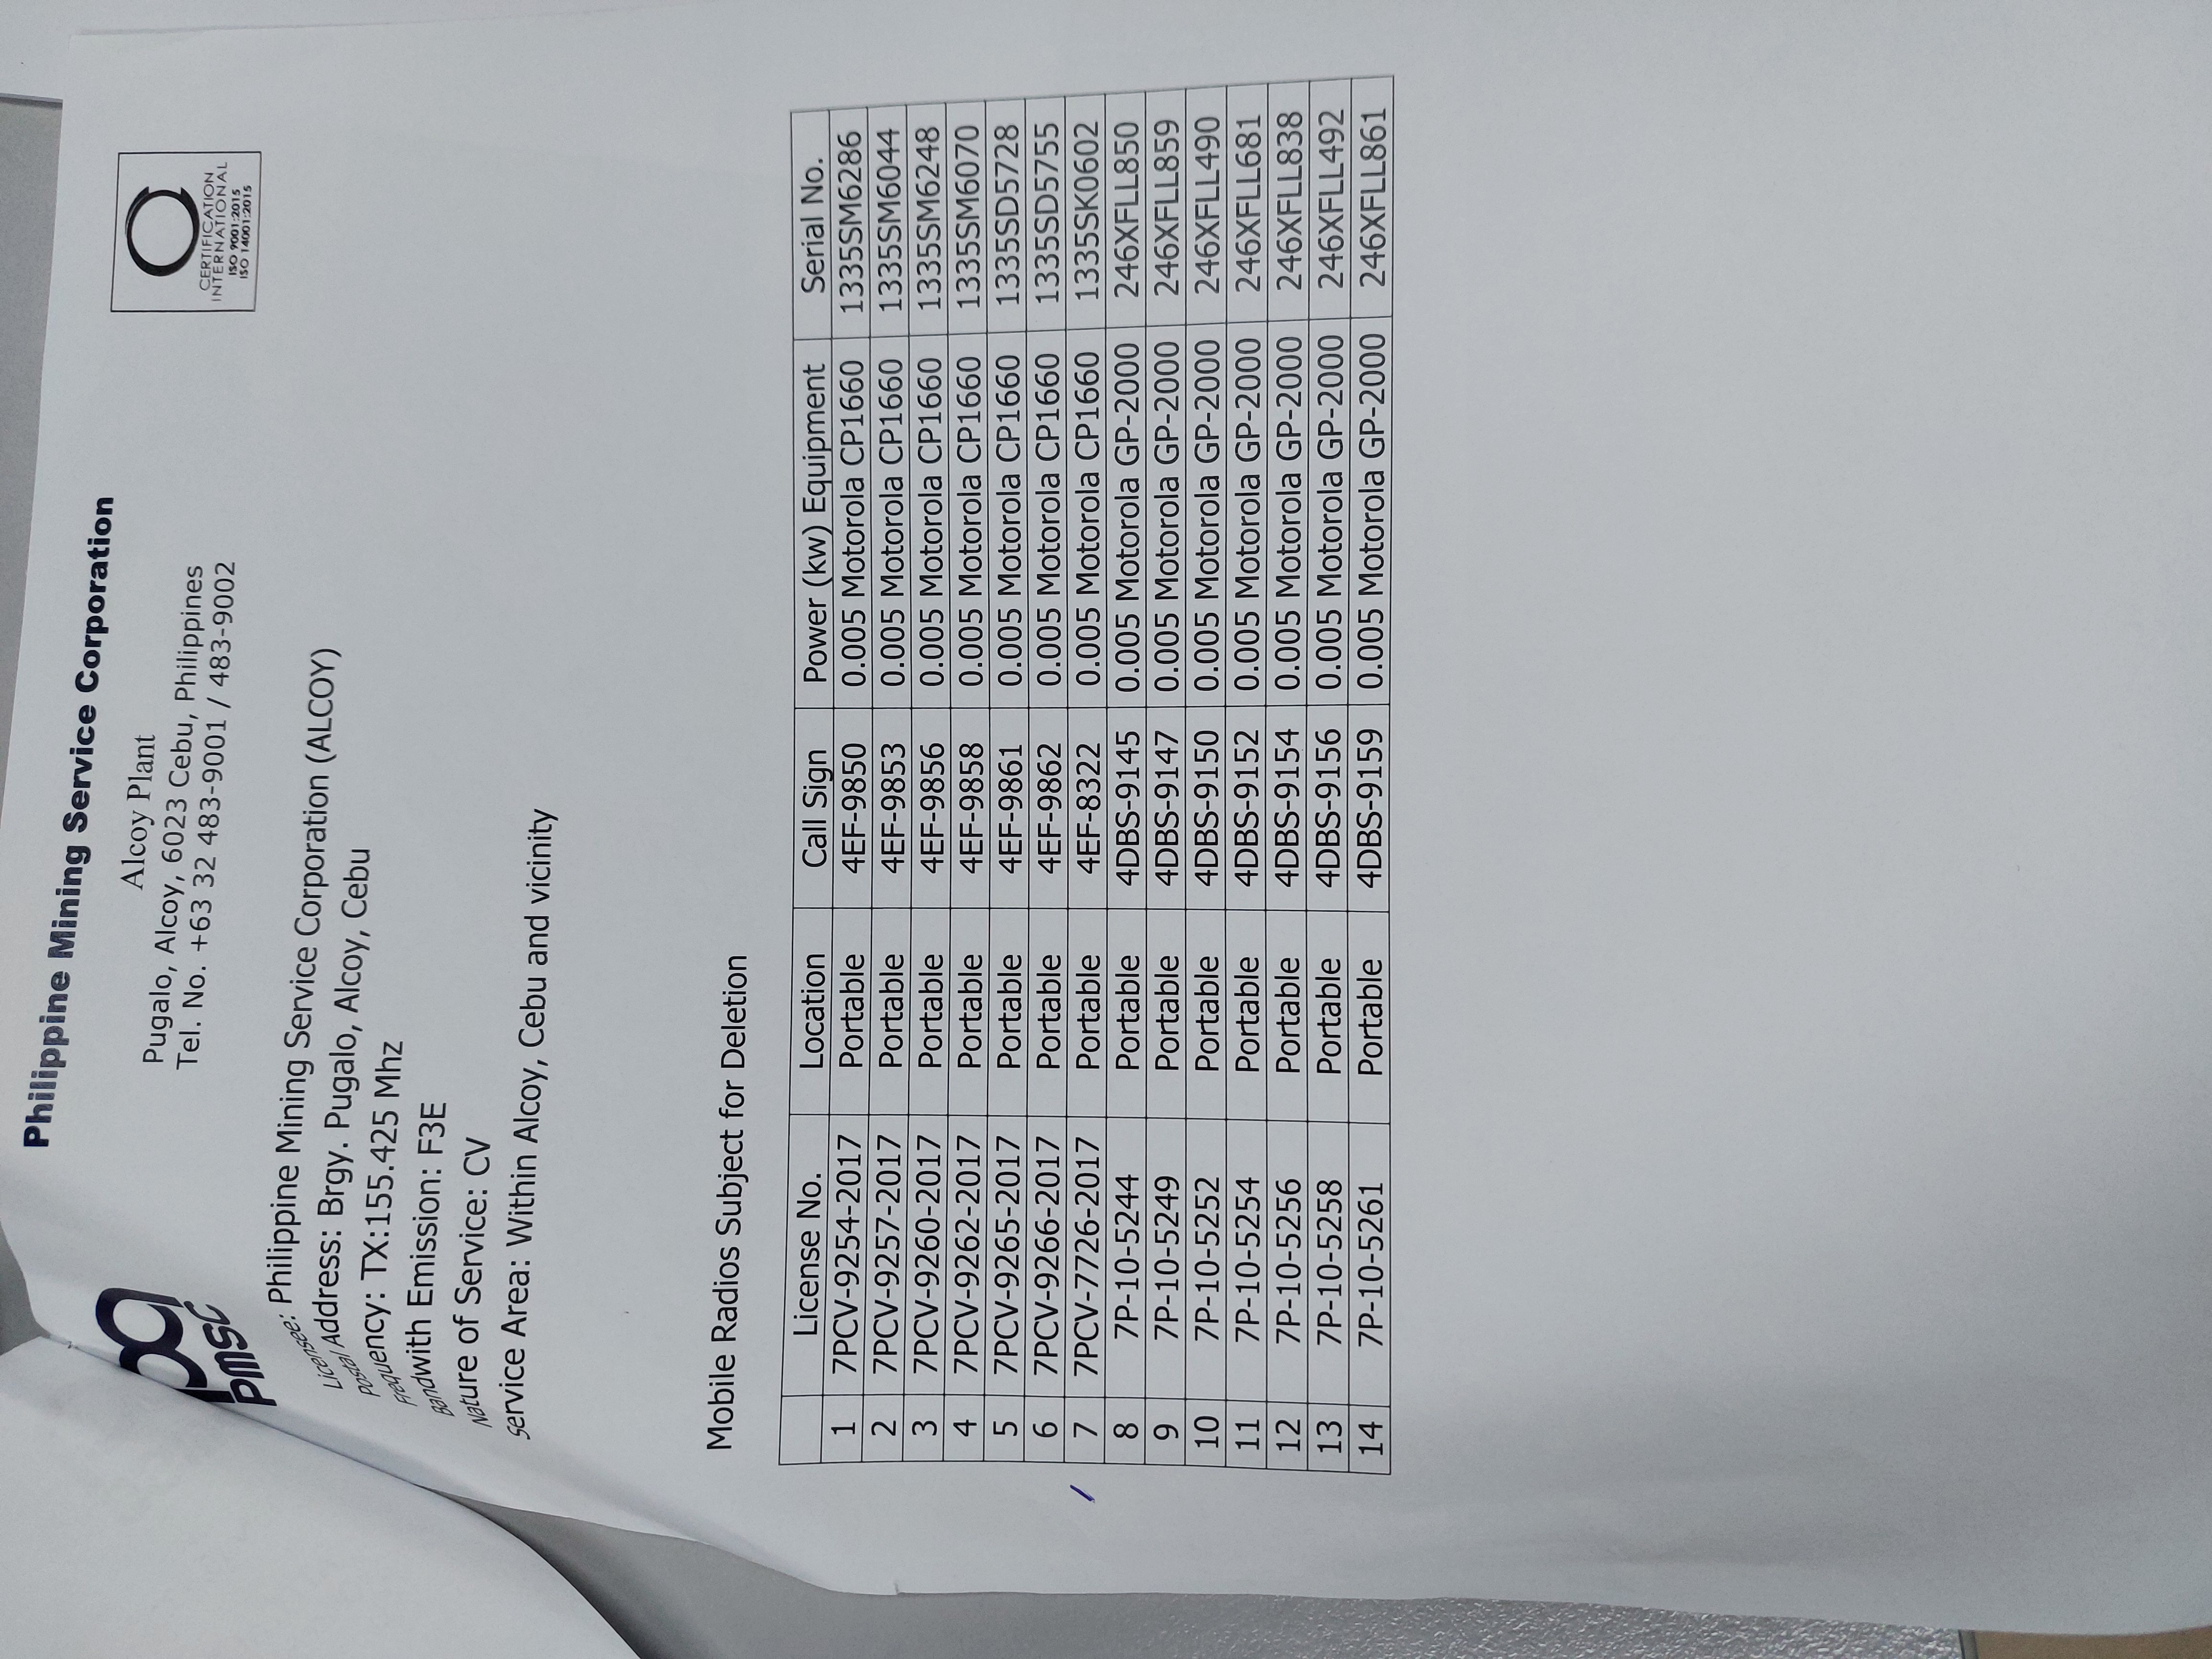 Philippine Mining Service Corporation
Alcoy Plant
Pugalo, Alcoy, 6023 Cebu, Philippines
Tel. No. +63 32 483-9001 / 483-9002
PMSC
CERTIFICATION
INTERNATIONAL
ISO 9001:2015
ISO 14001:2015
Licensee: Philippine Mining Service Corporation (ALCOY)
Postal Address: Brgy. Pugalo, Alcoy, Cebu
Frequency: TX:155.425 Mhz
Bandwith Emission: F3E
Nature of Service: CV
Service Area: Within Alcoy, Cebu and vicinity
Mobile Radios Subject for Deletion
License No. Location Call Sign Power (kw) Equipment Serial No.
1 7PCV-9254-2017 Portable 4EF-9850 0.005 Motorola CP1660 1335SM6286
2 7PCV-9257-2017 Portable 4EF-9853 0.005 Motorola CP1660 1335SM6044
3 7PCV-9260-2017 Portable 4EF-9856 0.005 Motorola CP1660 1335SM6248
4 7PCV-9262-2017 Portable 4EF-9858 0.005 Motorola CP1660 1335SM6070
5 7PCV-9265-2017 Portable 4EF-9861 0.005 Motorola CP1660 1335SD5728
6 7PCV-9266-2017 Portable 4EF-9862 0.005 Motorola CP1660 1335SD5755
7 7PCV-7726-2017 Portable 4EF-8322 0.005 Motorola CP1660 1335SK0602
8 7P-10-5244 Portable 4DBS-9145 0.005 Motorola GP-2000 246XFLL850
9 7P-10-5249 Portable 4DBS-9147 0.005 Motorola GP-2000 246XFLL859
10 7P-10-5252 Portable 4DBS-9150 0.005 Motorola GP-2000 246XFLL490
11 7P-10-5254 Portable 4DBS-9152 0.005 Motorola GP-2000 246XFLL681
12 7P-10-5256 Portable 4DBS-9154 0.005 Motorola GP-2000 246XFLL838
13 7P-10-5258 Portable 4DBS-9156 0.005 Motorola GP-2000 246XFLL492
14 7P-10-5261 Portable 4DBS-9159 0.005 Motorola GP-2000 246XFLL861